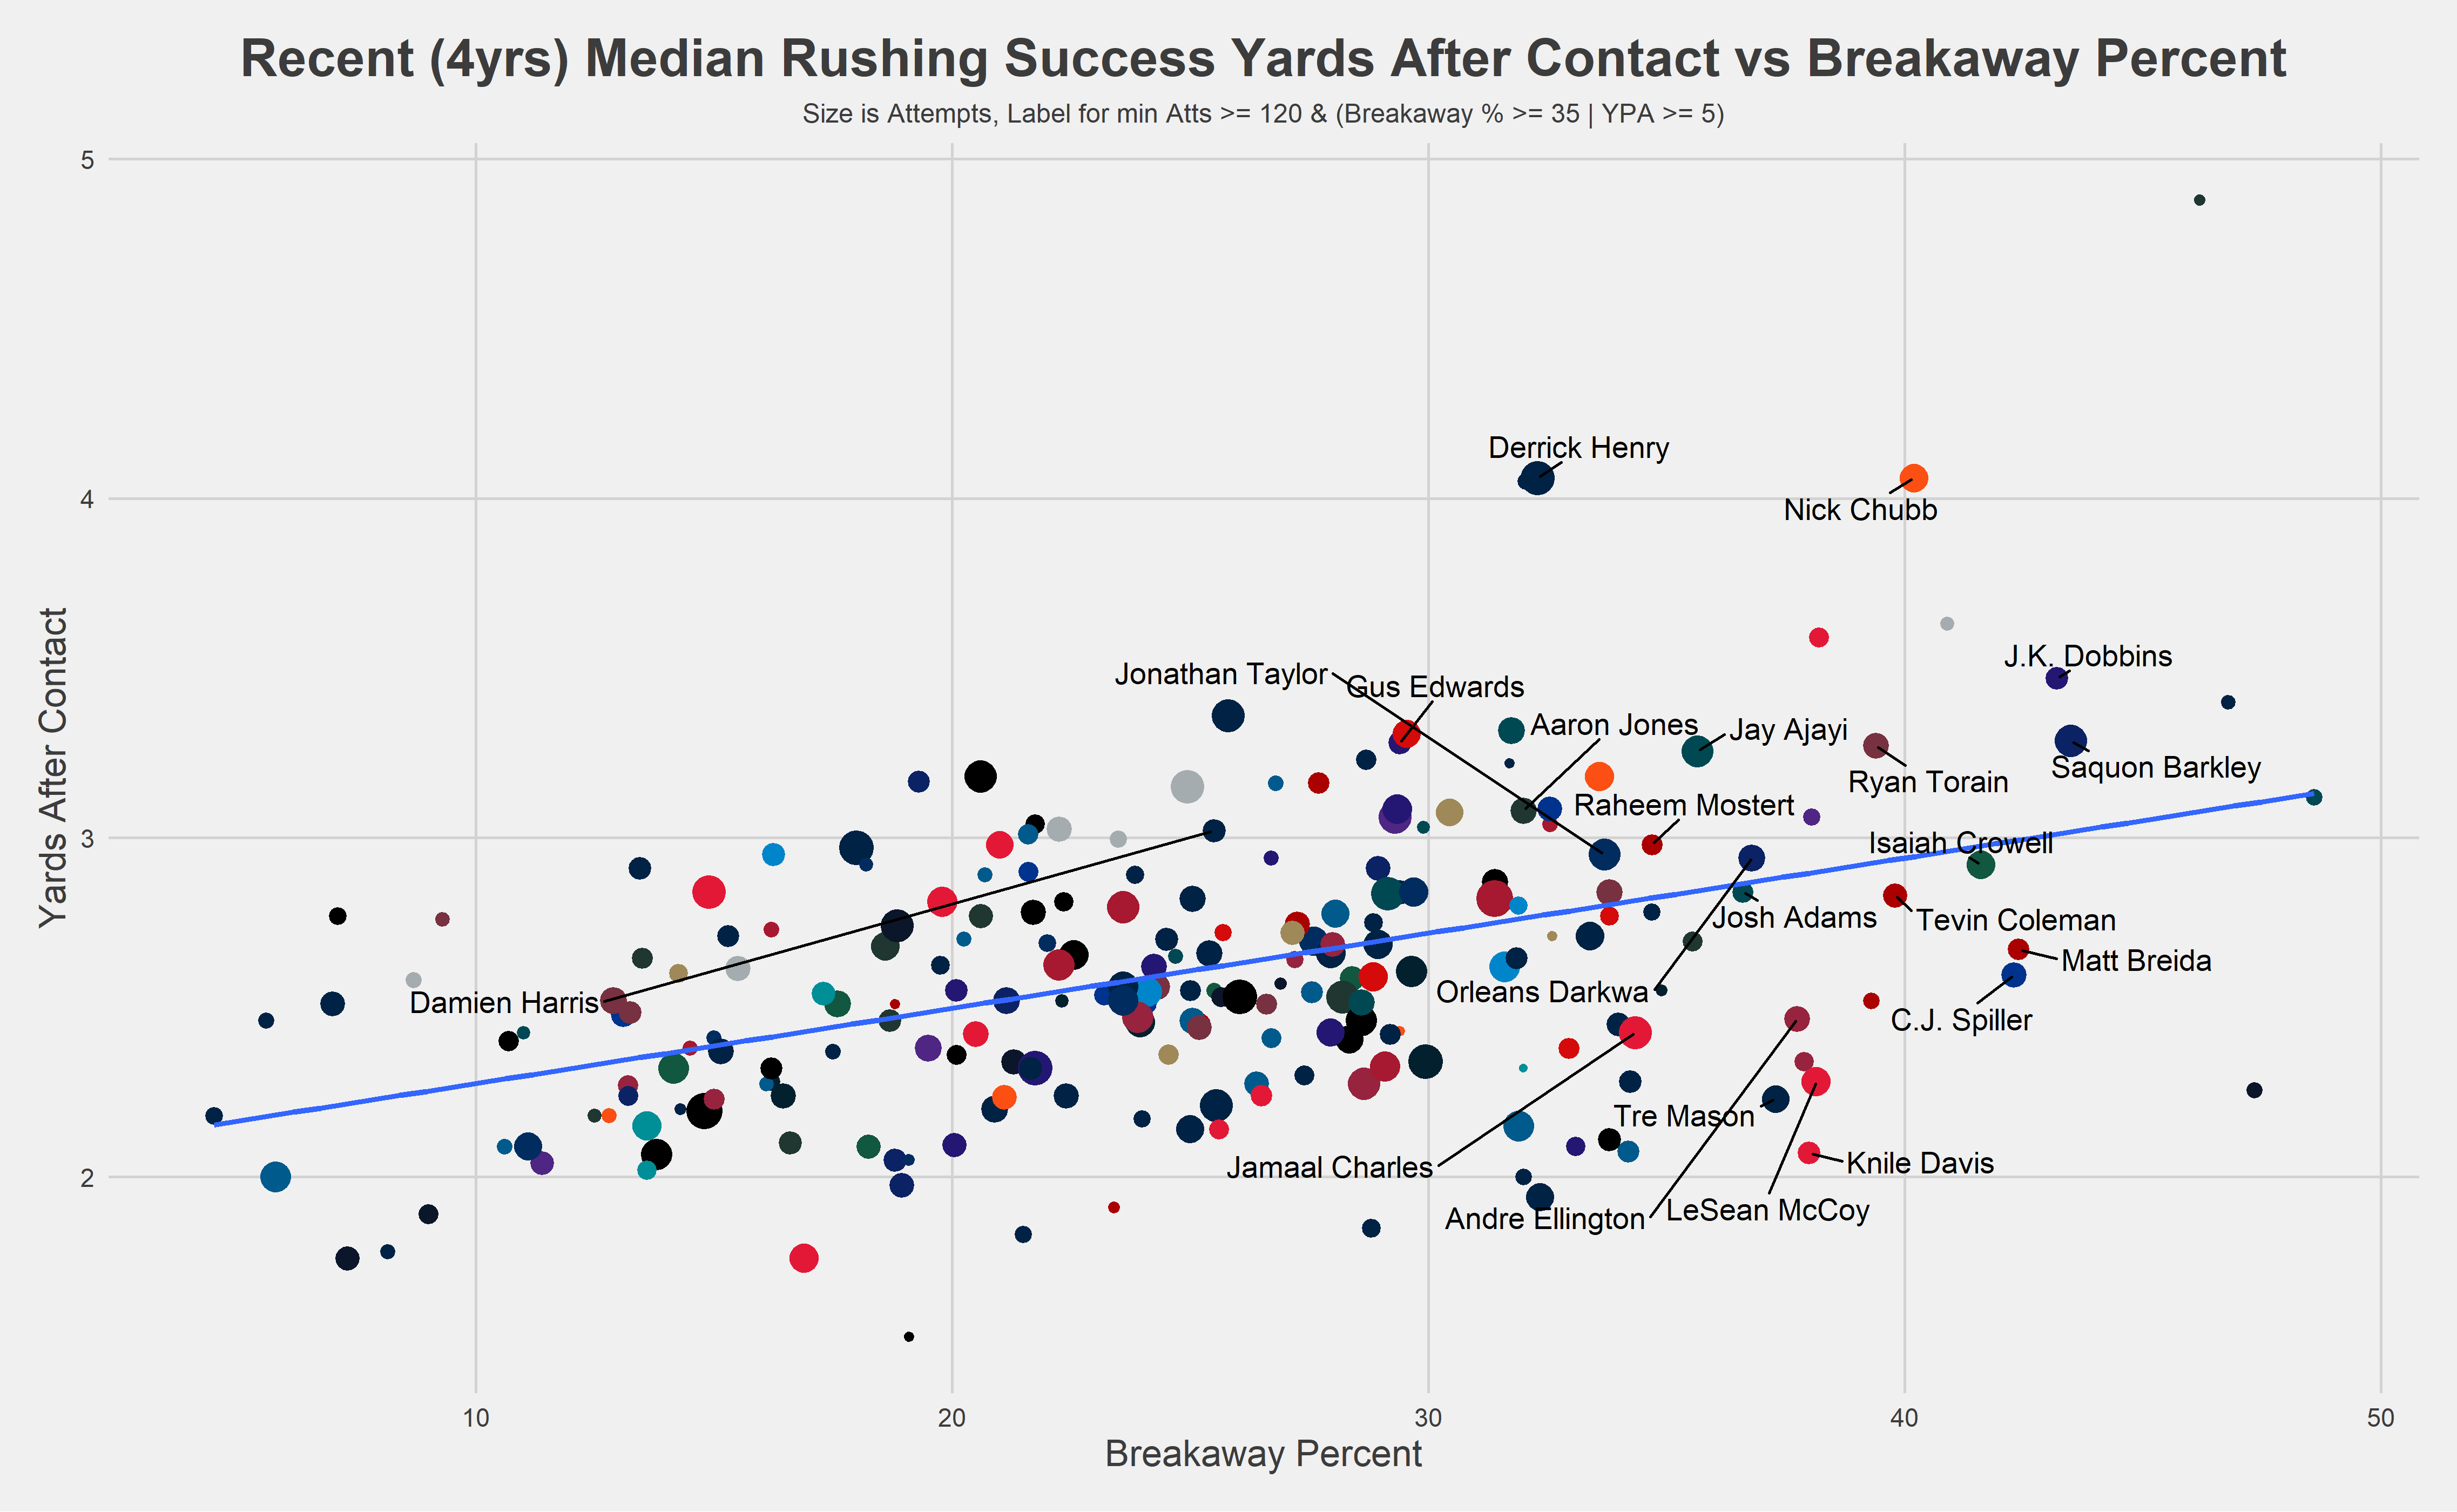 Recent (4yrs) Median Rushing Success Yards After Contact vs Breakaway Percent
Size is Attempts, Label for min Atts >= 120 & (Breakaway % >= 35 | YPA >= 5)
5
4
3
2
Yards After Contact
Derrick Henry
Nick Chubb
J.K. Dobbins
Jonathan Taylor
Gus Edwards
Aaron Jones
Jay Ajayi
Ryan Torain
Saquon Barkley
Raheem Mostert
Isaiah Crowell
Josh Adams
Tevin Coleman
Matt Breida
Orleans Darkwa
Damien Harris
C.J. Spiller
Tre Mason
Jamaal Charles
Knile Davis
Andre Ellington
LeSean McCoy
10
20
30
40
50
Breakaway Percent